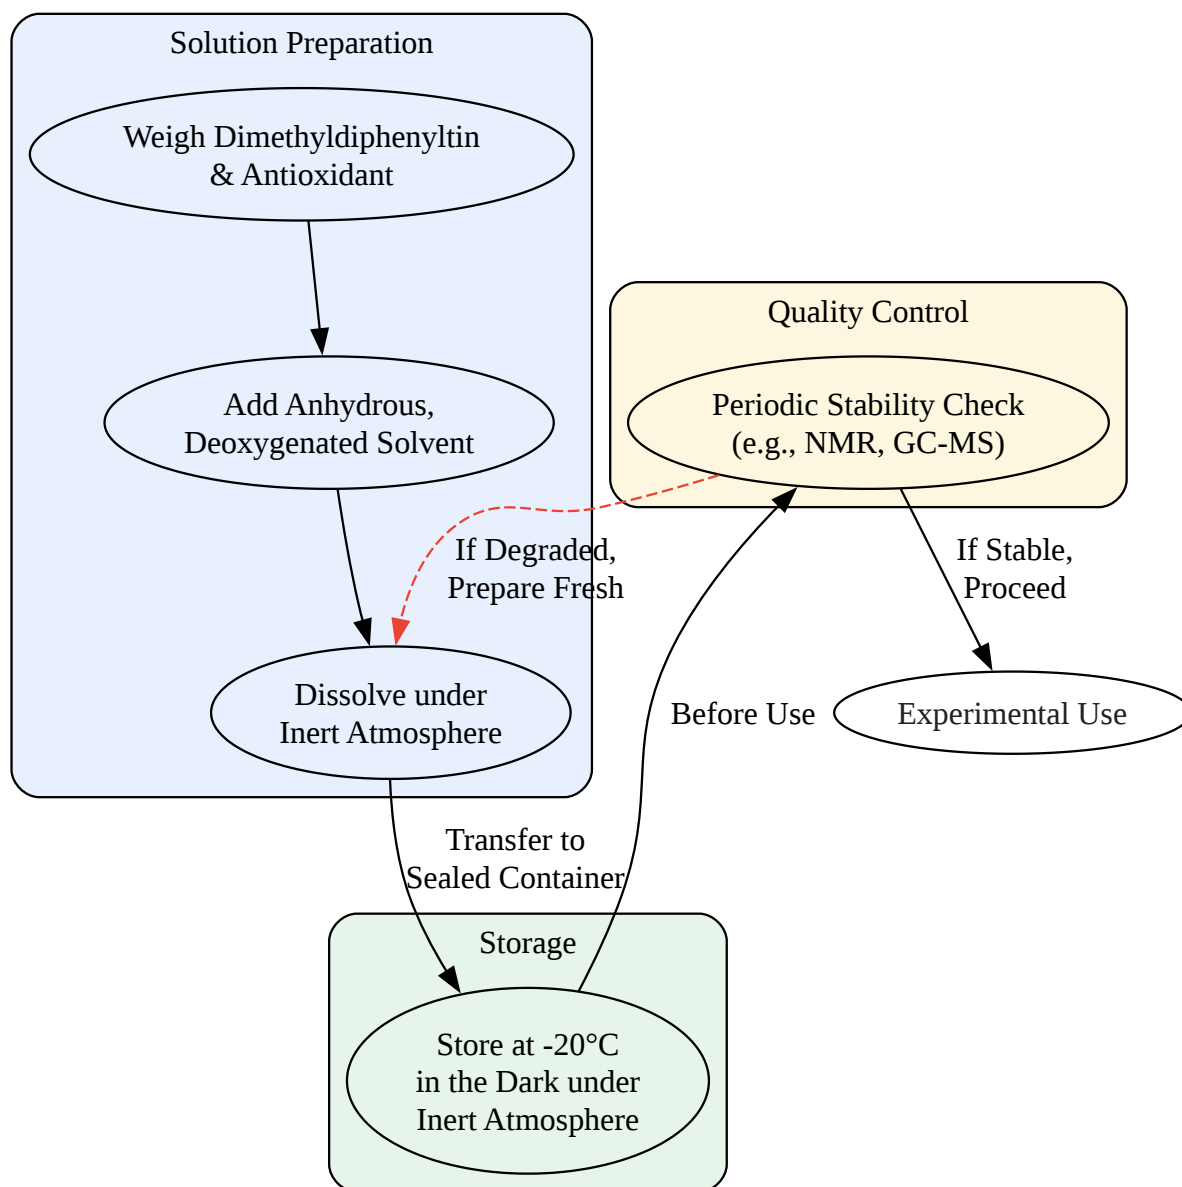 Solution Preparation
Weigh Dimethyldiphenyltin
& Antioxidant
Quality Control
Add Anhydrous,
Deoxygenated Solvent
Periodic Stability Check
(e.g., NMR, GC-MS)
If Degraded,
Prepare Fresh
If Stable,
Proceed
Dissolve under
Inert Atmosphere
Before Use
Experimental Use
Transfer to
Sealed Container
Storage
Store at -20°C
in the Dark under
Inert Atmosphere